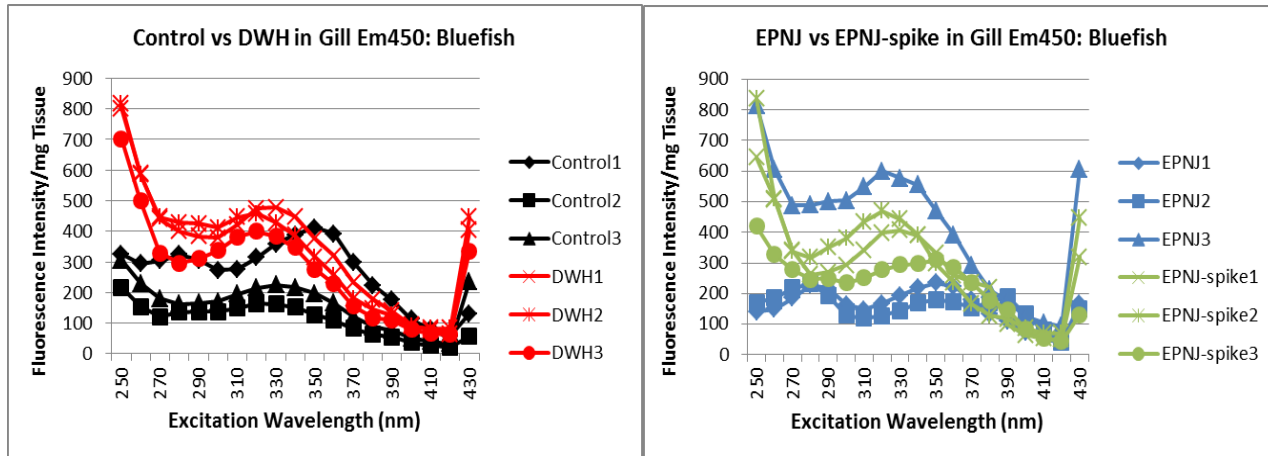 Control vs DWH in Gill Em450: Bluefish
Fluorescence Intensity/mg Tissue
900
800
700
600
500
400
300
200
100
0
250
270
290
310
330
350
370
390
410
430
Excitation Wavelength (nm)
Control1
Control2
Control3
DWH1
DWH2
DWH3
EPNJ vs EPNJ-spike in Gill Em450: Bluefish
Fluorescence Intensity/mg Tissue
900
800
700
600
500
400
300
200
100
0
250
270
290
310
330
350
370
390
410
430
Excitation Wavelength (nm)
EPNJ1
EPNJ2
EPNJ3
EPNJ-spike1
EPNJ-spike2
EPNJ-spike3